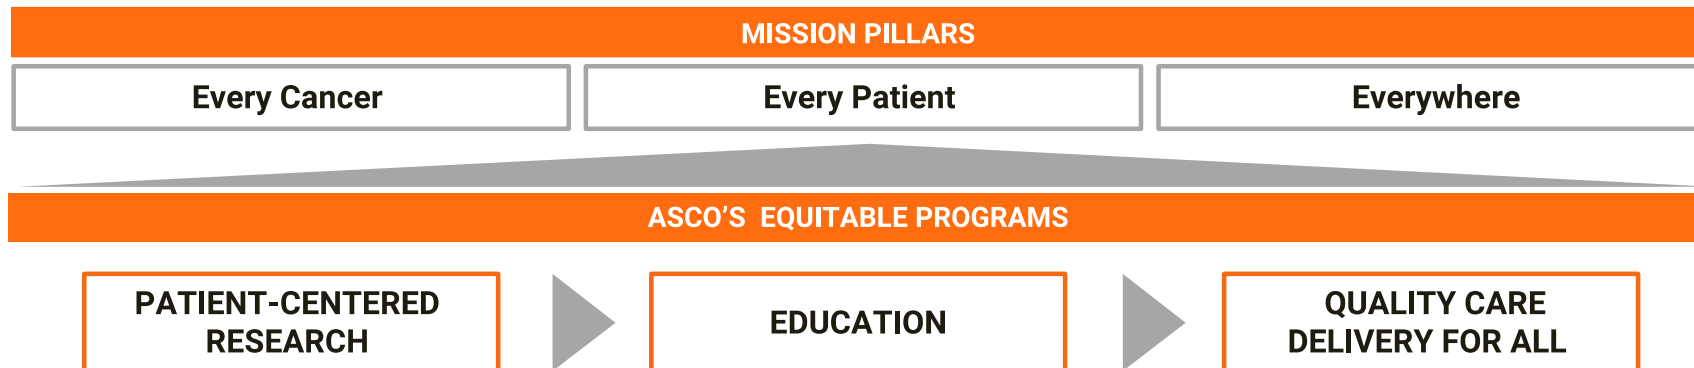 MISSION PILLARS
Every Cancer
Every Patient
Everywhere
ASCO'S  EQUITABLE PROGRAMS
PATIENT-CENTERED
RESEARCH
EDUCATION
QUALITY CARE
DELIVERY FOR ALL